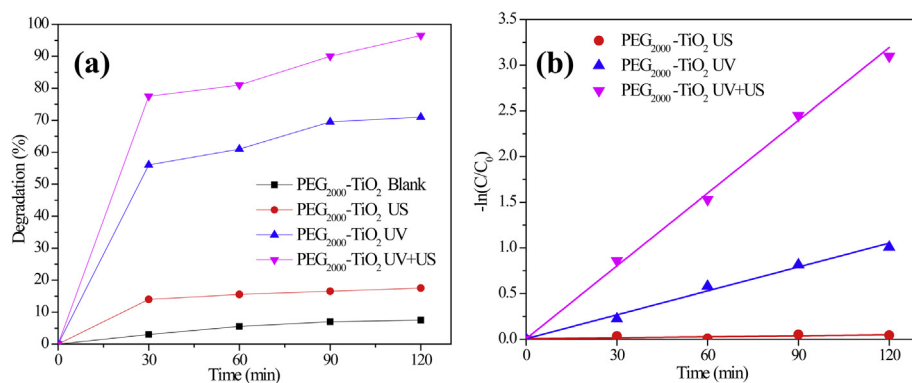 (a)
Degradation (%)
100
90
80
70
60
50
40
30
20
10
0
PEG2000-TiO2 Blank
PEG2000-TiO2 US
PEG2000-TiO2 UV
PEG2000-TiO2 UV+US
0 30 60 90 120
Time (min)
(b)
-ln(C/C0)
3.5
3.0
2.5
2.0
1.5
1.0
0.5
0.0
PEG2000-TiO2 US
PEG2000-TiO2 UV
PEG2000-TiO2 UV+US
0 30 60 90 120
Time (min)